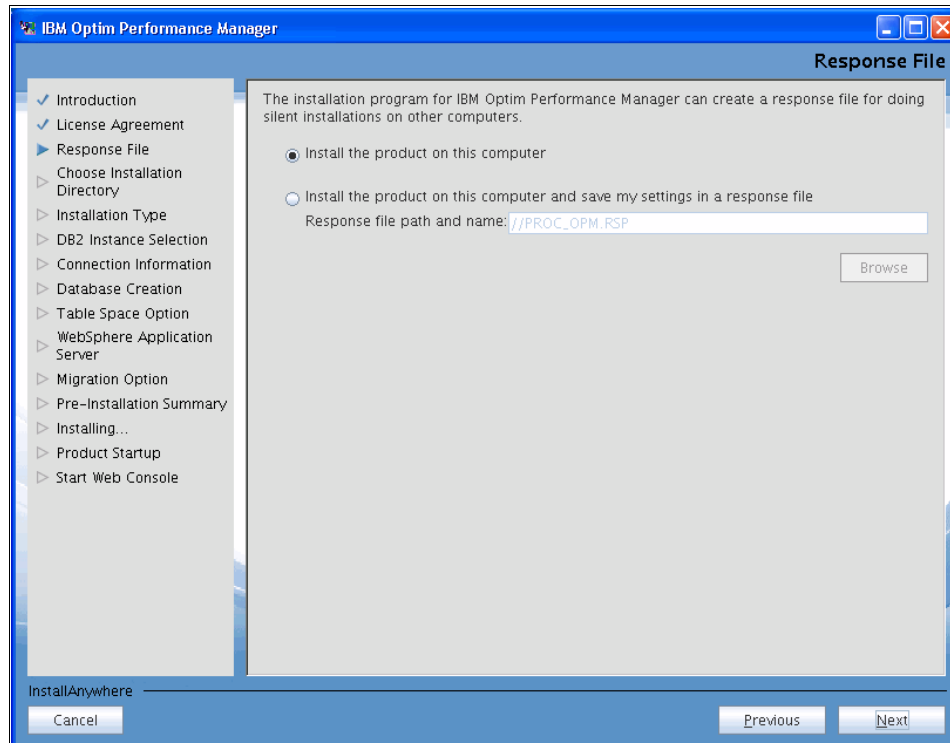 IBM Optim Performance Manager
Response File
Introduction
License Agreement
Response File
Choose Installation
Directory
Installation Type
DB2 Instance Selection
Connection Information
Database Creation
Table Space Option
WebSphere Application
Server
Migration Option
Pre-Installation Summary
Installing...
Product Startup
Start Web Console
The installation program for IBM Optim Performance Manager can create a response file for doing
silent installations on other computers.
Install the product on this computer
Install the product on this computer and save my settings in a response file
Response file path and name: //PROC_OPM.RSP
Browse
InstallAnywhere
Cancel
Previous
Next